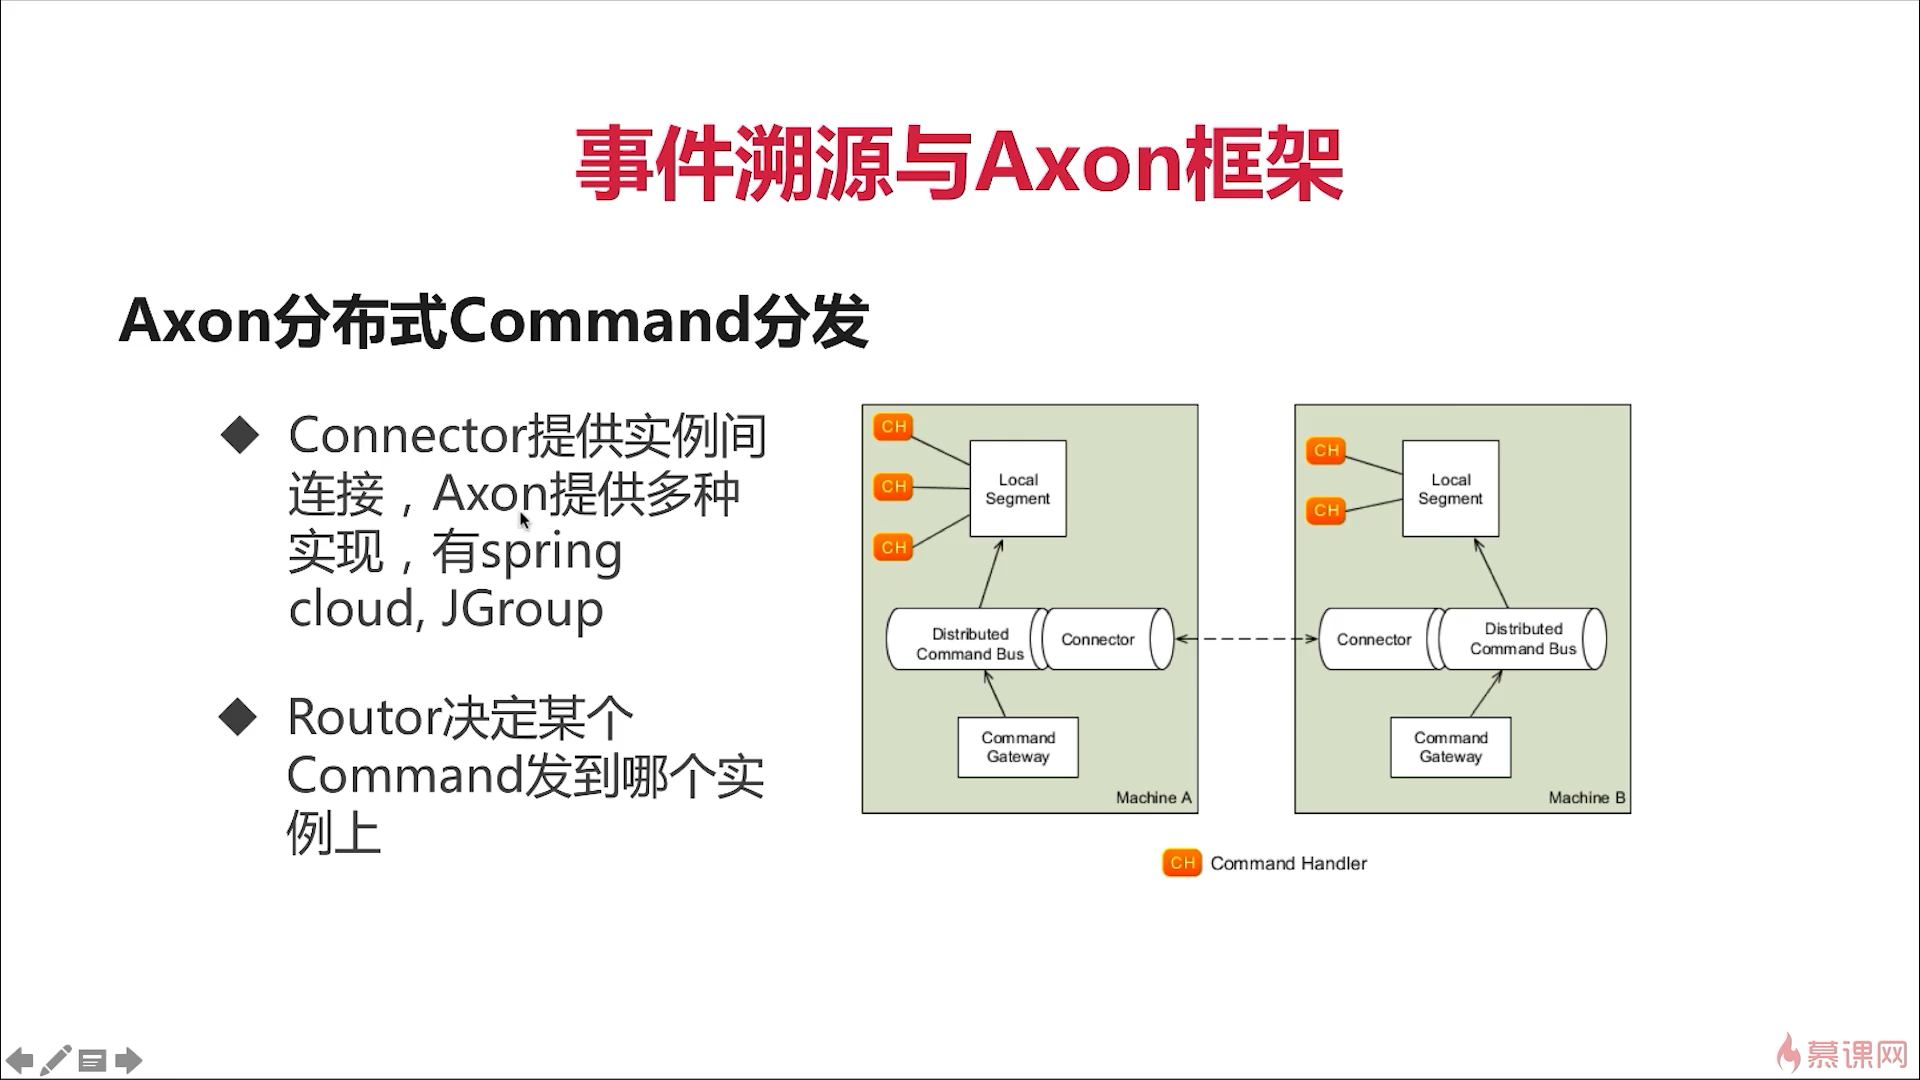 事件溯源与Axon框架
Axon分布式Command分发
Connector提供实例间
连接，Axon提供多种
实现，有spring
cloud, JGroup
Routor决定某个
Command发到哪个实
例上
CH
CH
CH
Local
Segment
Distributed
Command Bus
Connector
Command
Gateway
Machine A
CH
CH
Local
Segment
Connector
Distributed
Command Bus
Command
Gateway
Machine B
CH Command Handler
慕课网